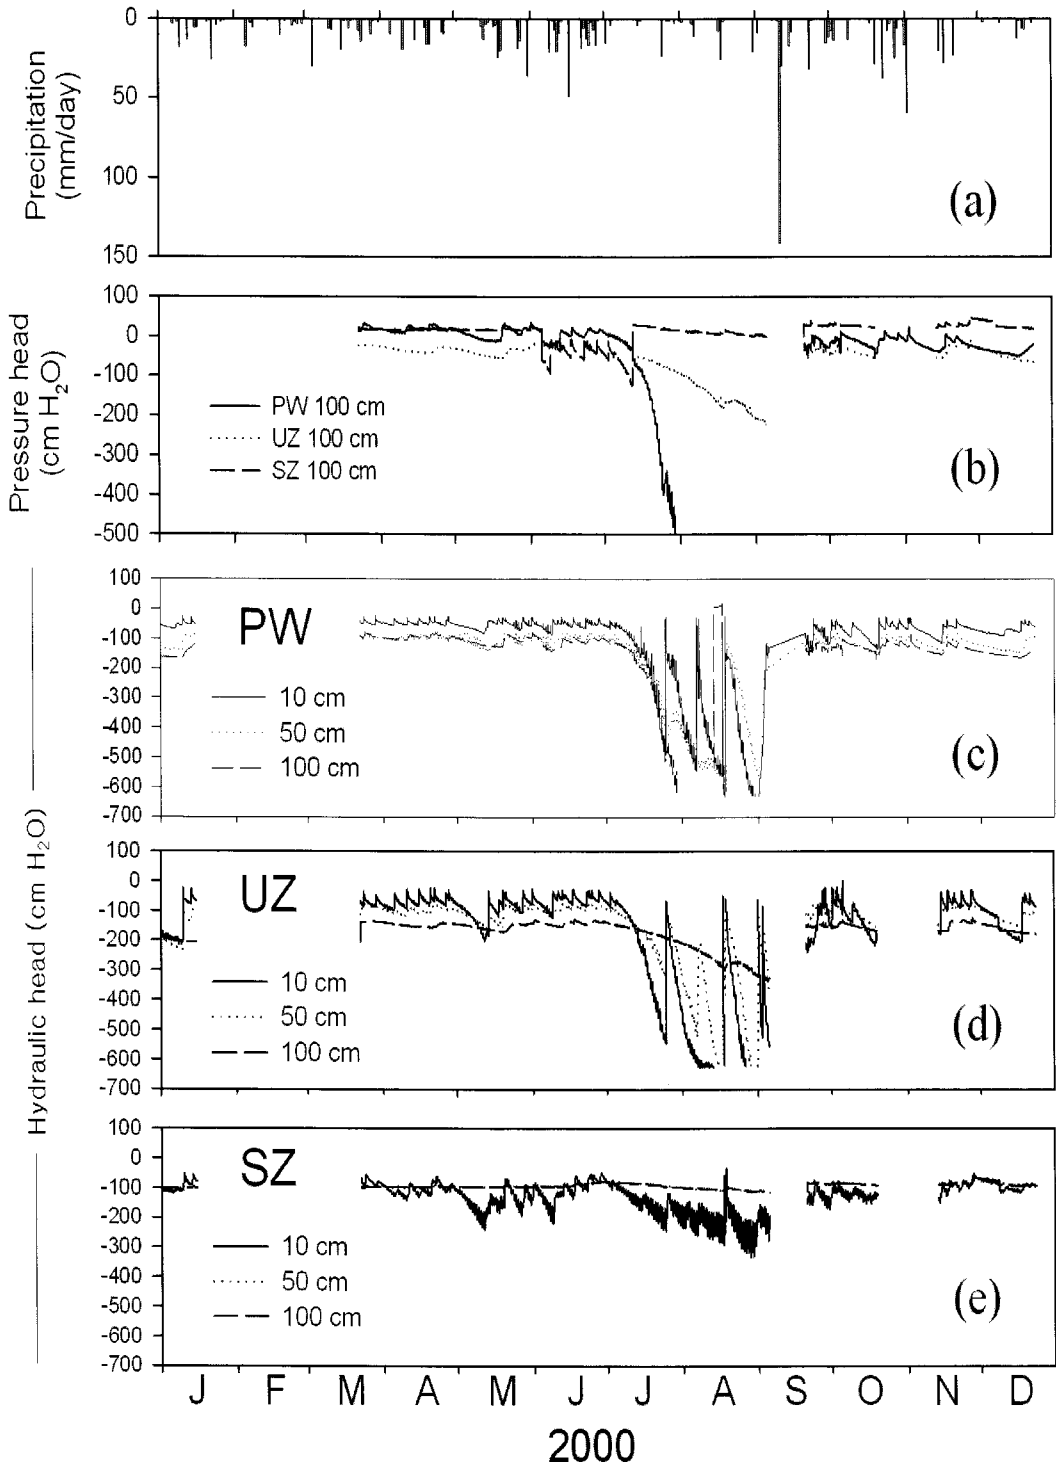 Precipitation
(mm/day)
0
50
100
150
(a)
Pressure head
(cm H2O)
100
0
-100
-200
-300
-400
-500
PW 100 cm
UZ 100 cm
SZ 100 cm
(b)
Hydraulic head (cm H2O)
100
0
-100
-200
-300
-400
-500
-600
-700
PW
10 cm
50 cm
100 cm
(c)
100
0
-100
-200
-300
-400
-500
-600
-700
UZ
10 cm
50 cm
100 cm
(d)
100
0
-100
-200
-300
-400
-500
-600
-700
SZ
10 cm
50 cm
100 cm
(e)
J F M A M J J A S O N D
2000